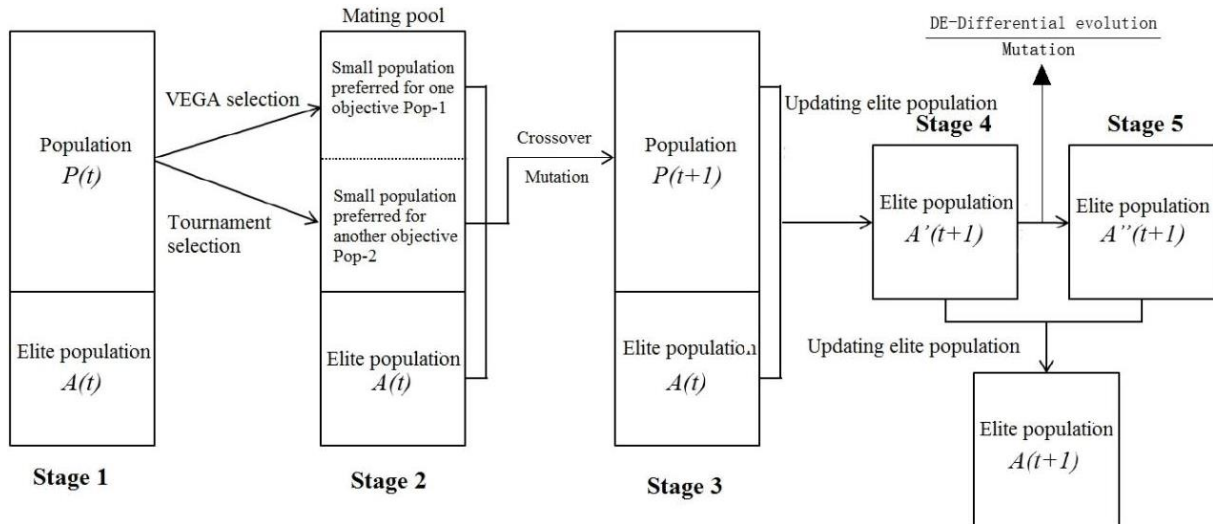 Population
P(t)
Elite population
A(t)
Stage 1
VEGA selection
Tournament
selection
Mating pool
Small population
preferred for one
objective Pop-1
Small population
preferred for
another objective
Pop-2
Elite population
A(t)
Stage 2
Crossover
Mutation
Population
P(t+1)
Elite population
A(t)
Stage 3
Updating elite population
Stage 4
Elite population
A'(t+1)
DE-Differential evolution
Mutation
Stage 5
Elite population
A''(t+1)
Updating elite population
Elite population
A(t+1)